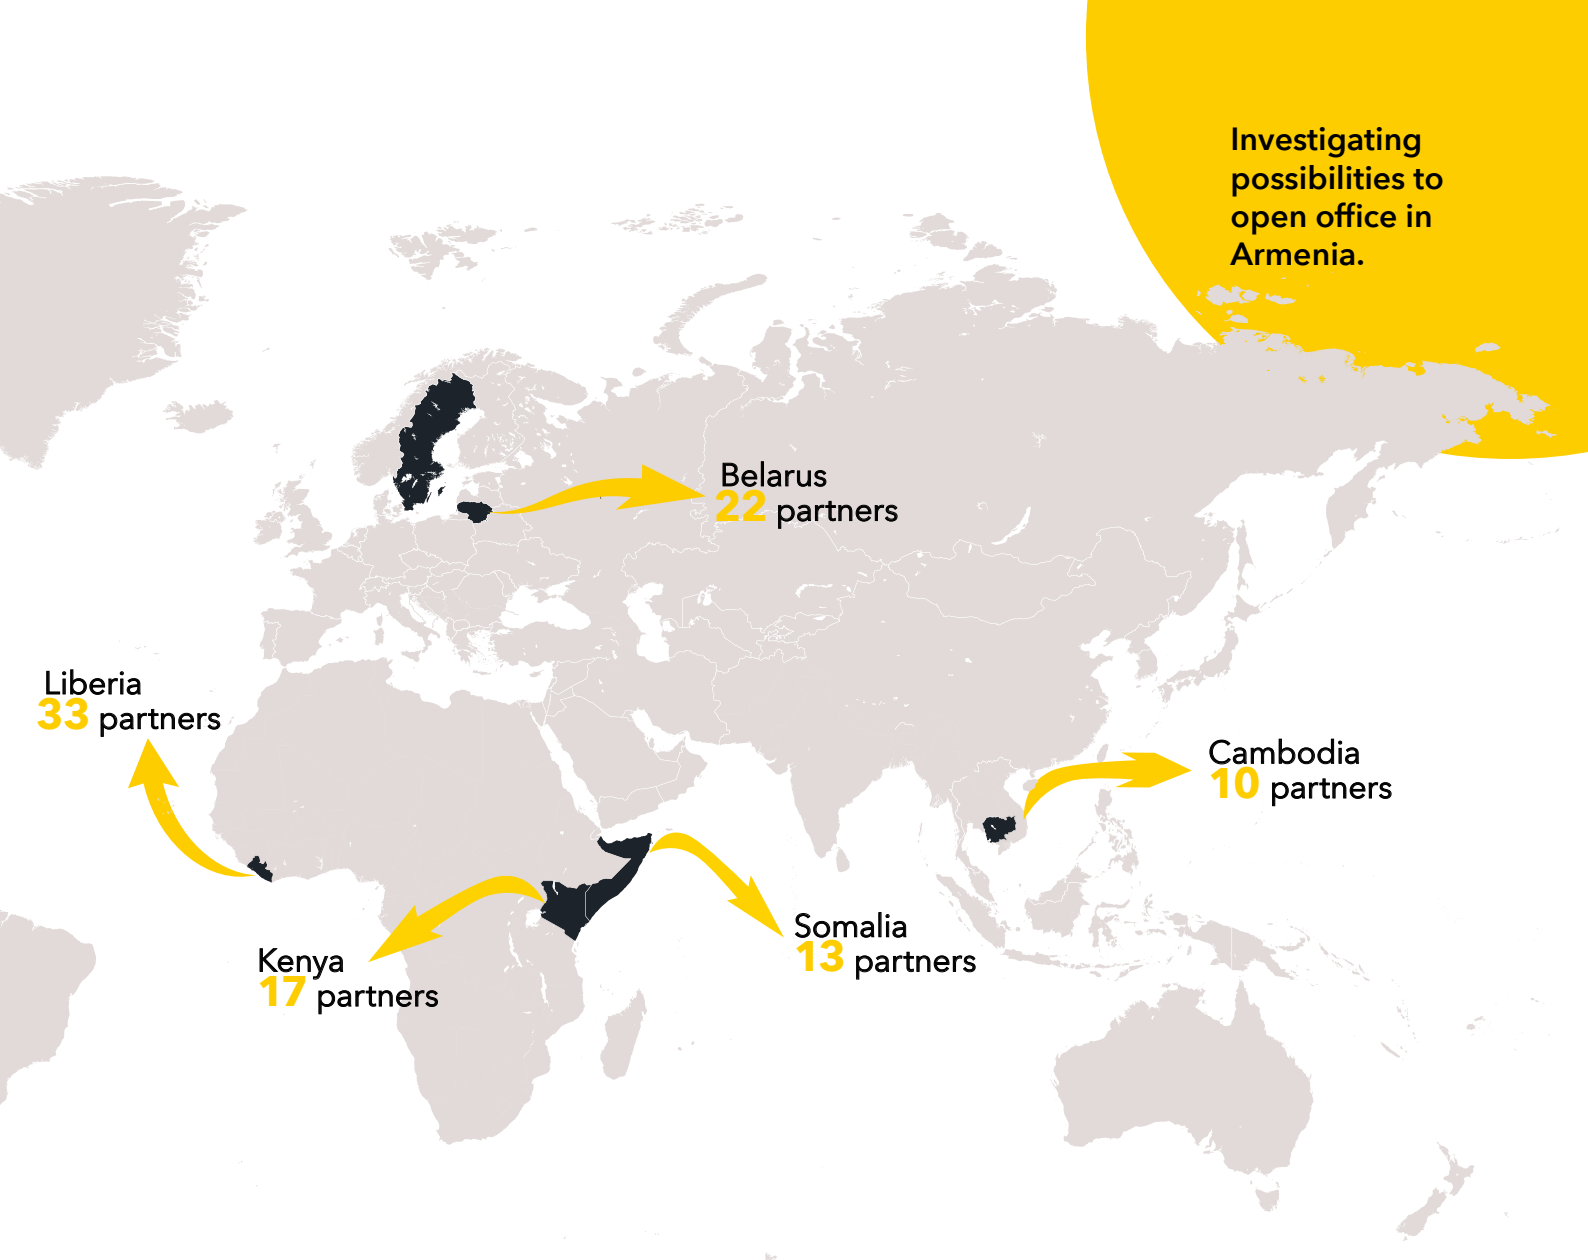 Investigating
possibilities to
open office in
Armenia.
Belarus
22 partners
Liberia
33 partners
Cambodia
10 partners
Somalia
13 partners
Kenya
17 partners